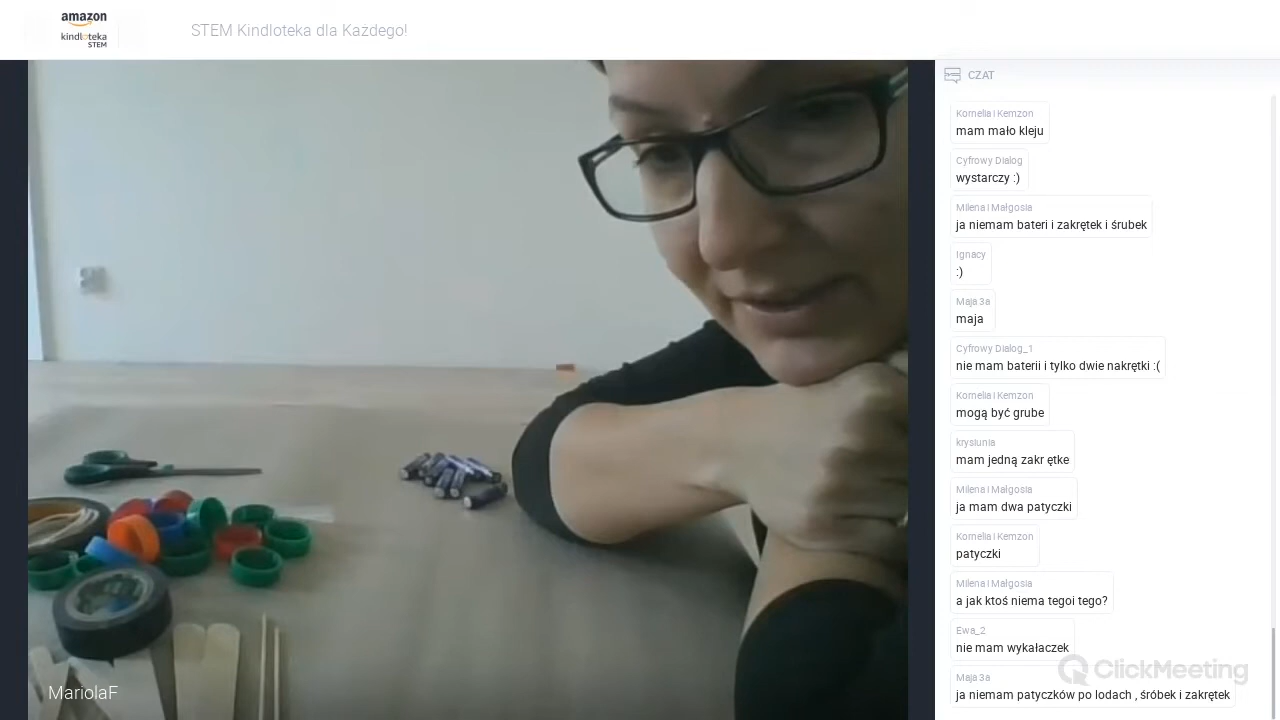 amazon
kindloteka
STEM
STEM Kindloteka dla Każdego!
CZAT
Kornelia i Kemzon
mam mało kleju
Cyfrowy Dialog
wystarczy :)
Milena i Małgosia
ja niemam bateri i zakrętek i śrubek
Ignacy
:)
Maja 3a
maja
Cyfrowy Dialog_1
nie mam baterii i tylko dwie nakrętki :(
Kornelia i Kemzon
mogą być grube
krysiunia
mam jedną zakr ętke
Milena i Małgosia
ja mam dwa patyczki
Kornelia i Kemzon
patyczki
Milena i Małgosia
a jak ktoś niema tegoi tego?
Ewa_2
nie mam wykałaczek
Maja 3a
ja niemam patyczków po lodach , śróbek i zakrętek
ClickMeeting
MariolaF